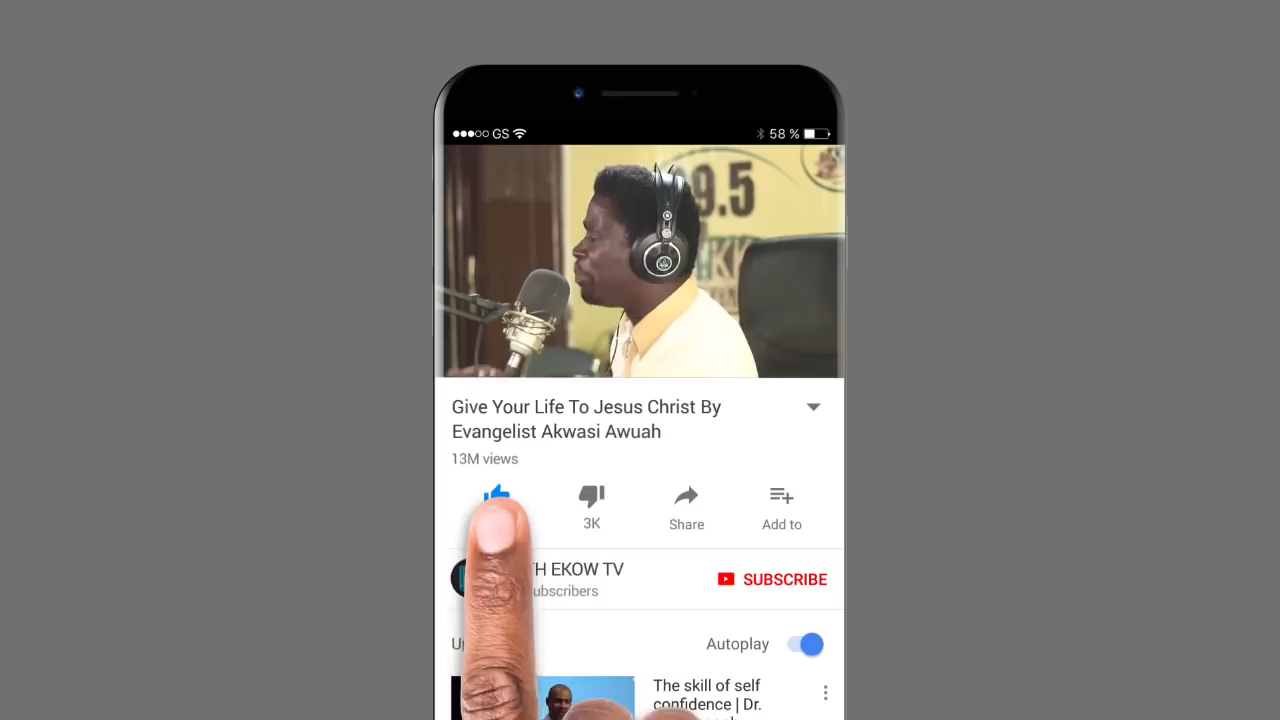 GS
58 %
9.5
Give Your Life To Jesus Christ By
Evangelist Akwasi Awuah
13M views
3K
Share
Add to
EKOW TV
SUBSCRIBE
Autoplay
The skill of self
confidence | Dr.